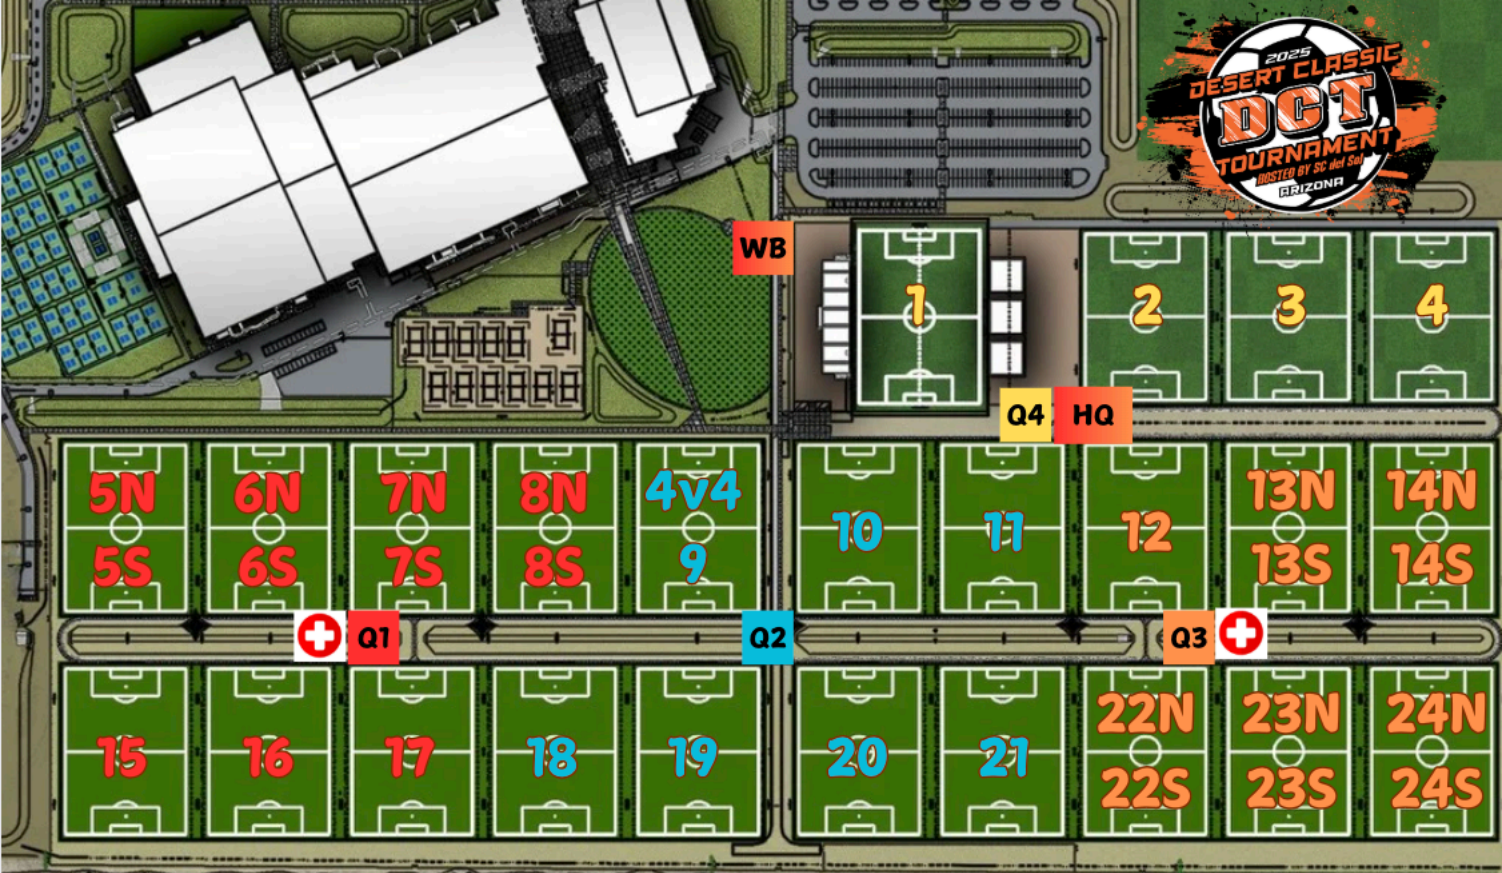 2025
DESERT CLASSIC
DCT
TOURNAMENT
HOSTED BY SC del Sol
ARIZONA
WB
1
2
3
4
Q4
HQ
5N
6N
7N
8N
4v4
13N
14N
10
11
12
5S
6S
7S
8S
9
13S
14S
Q1
Q2
Q3
22N
23N
24N
15
16
17
18
19
20
21
22S
23S
24S